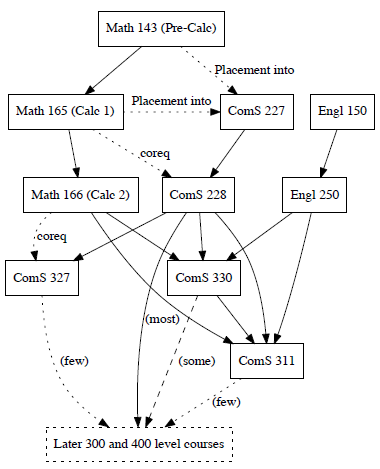 Math 143 (Pre-Calc)
Placement into
Math 165 (Calc 1)
Placement into
ComS 227
Engl 150
coreq
Math 166 (Calc 2)
ComS 228
Engl 250
coreq
ComS 327
ComS 330
(most)
(few)
(some)
ComS 311
(few)
Later 300 and 400 level courses